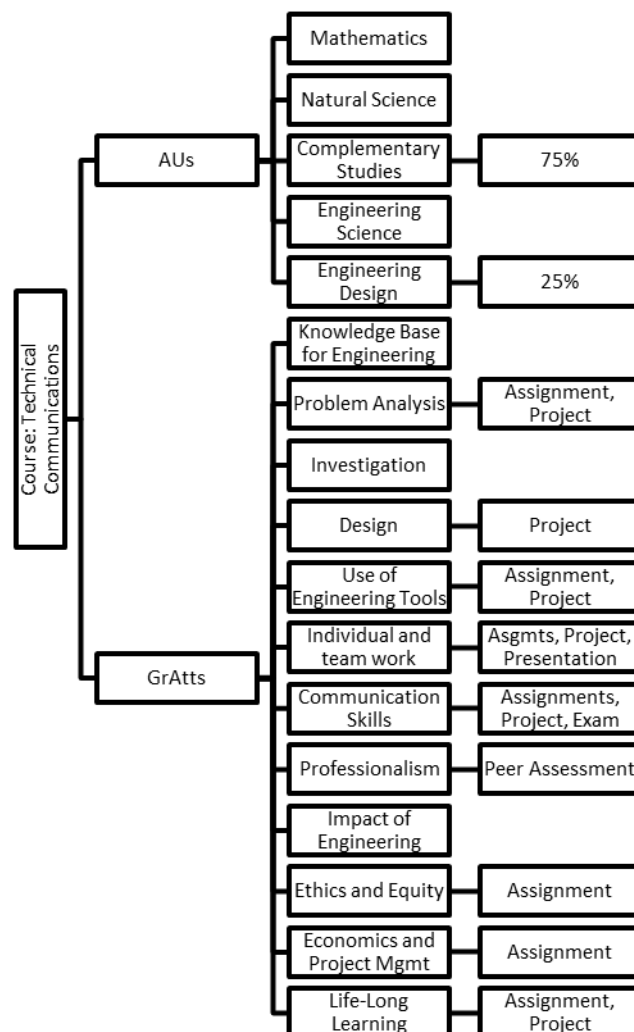 Course: Technical
Communications
AUs
Mathematics
Natural Science
Complementary
Studies
75%
Engineering
Science
Engineering
Design
25%
GrAtts
Knowledge Base
for Engineering
Problem Analysis
Assignment,
Project
Investigation
Design
Project
Use of
Engineering Tools
Assignment,
Project
Individual and
team work
Asgmts, Project,
Presentation
Communication
Skills
Assignments,
Project, Exam
Professionalism
Peer Assessment
Impact of
Engineering
Ethics and Equity
Assignment
Economics and
Project Mgmt
Assignment
Life-Long
Learning
Assignment,
Project